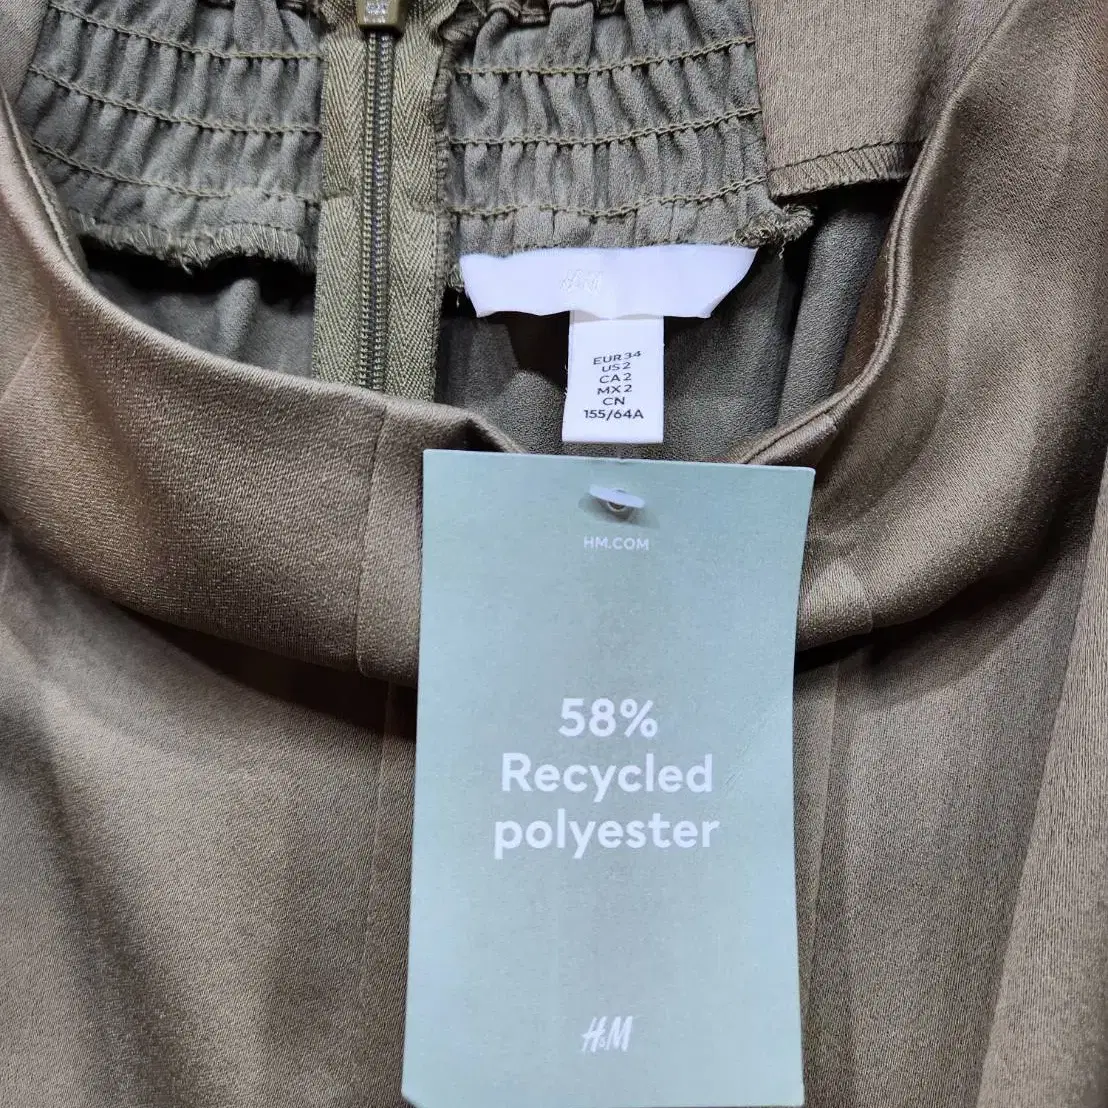 H&M
EUR 34
US 2
CA 2
MX 2
CN
155/64A
HM.COM
58%
Recycled
polyester
H&M